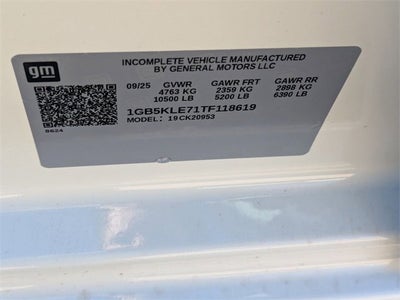 gm
INCOMPLETE VEHICLE MANUFACTURED
BY GENERAL MOTORS LLC
09/25 GVWR GAWR FRT GAWR RR
4763 KG 2359 KG 2898 KG
10500 LB 5200 LB 6390 LB
1GB5KLE71TF118619
MODEL: 19CK20953
8624